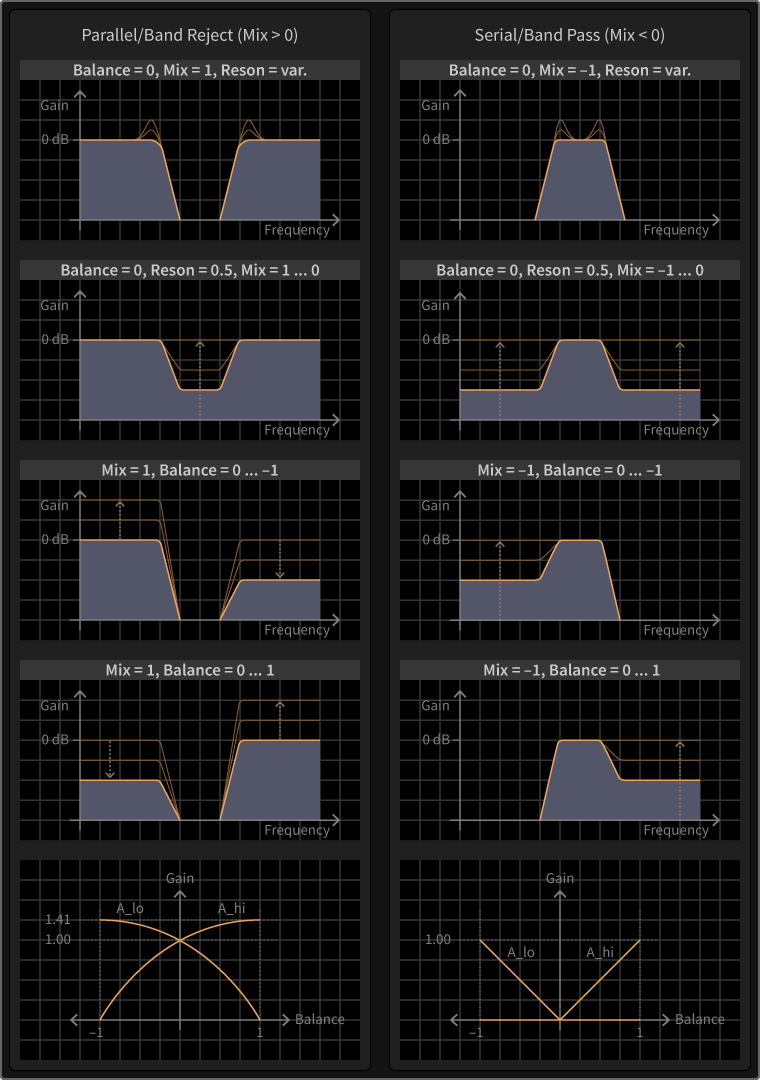 Parallel/Band Reject (Mix > 0)
Balance = 0, Mix = 1, Reson = var.
Gain
0 dB
Frequency
Balance = 0, Reson = 0.5, Mix = 1 ... 0
Gain
0 dB
Frequency
Mix = 1, Balance = 0 ... –1
Gain
0 dB
Frequency
Mix = 1, Balance = 0 ... 1
Gain
0 dB
Frequency
Gain
A_lo A_hi
1.41
1.00
Balance
–1 1
Serial/Band Pass (Mix < 0)
Balance = 0, Mix = –1, Reson = var.
Gain
0 dB
Frequency
Balance = 0, Reson = 0.5, Mix = –1 ... 0
Gain
0 dB
Frequency
Mix = –1, Balance = 0 ... –1
Gain
0 dB
Frequency
Mix = –1, Balance = 0 ... 1
Gain
0 dB
Frequency
Gain
1.00
A_lo A_hi
Balance
–1 1